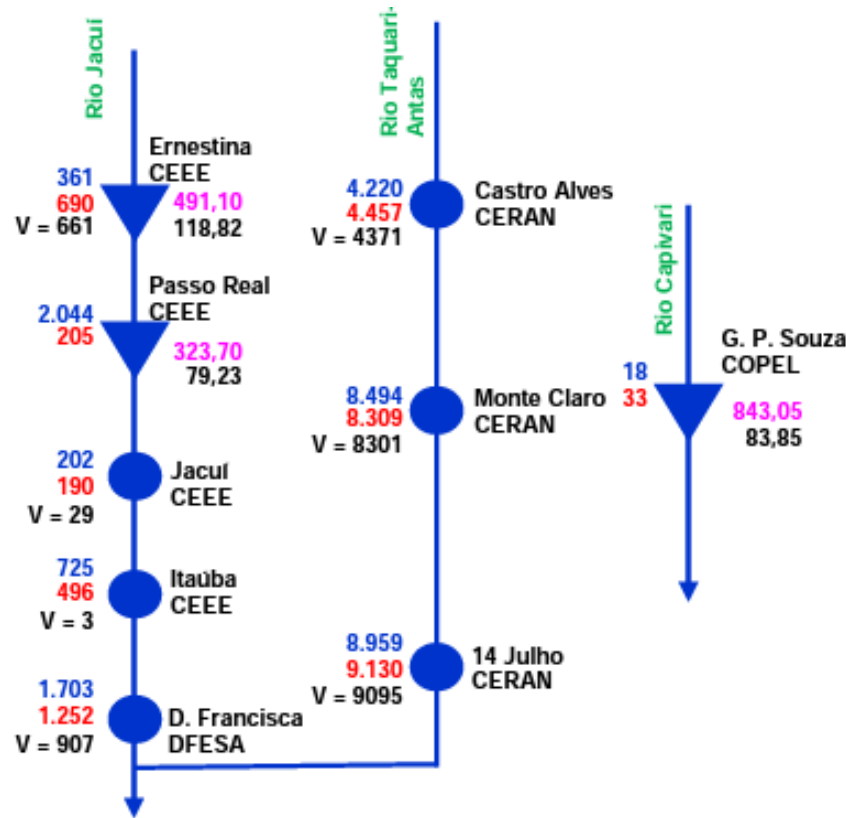 Rio Jacuí
Ernestina
CEEE
361
690
V = 661
491,10
118,82
Passo Real
CEEE
2.044
205
323,70
79,23
202
190
V = 29
Jacuí
CEEE
725
496
V = 3
Itaúba
CEEE
1.703
1.252
V = 907
D. Francisca
DFESA
Rio Taquari-
Antas
4.220
4.457
V = 4371
Castro Alves
CERAN
8.494
8.309
V = 8301
Monte Claro
CERAN
8.959
9.130
V = 9095
14 Julho
CERAN
Rio Capivari
G. P. Souza
COPEL
18
33
843,05
83,85